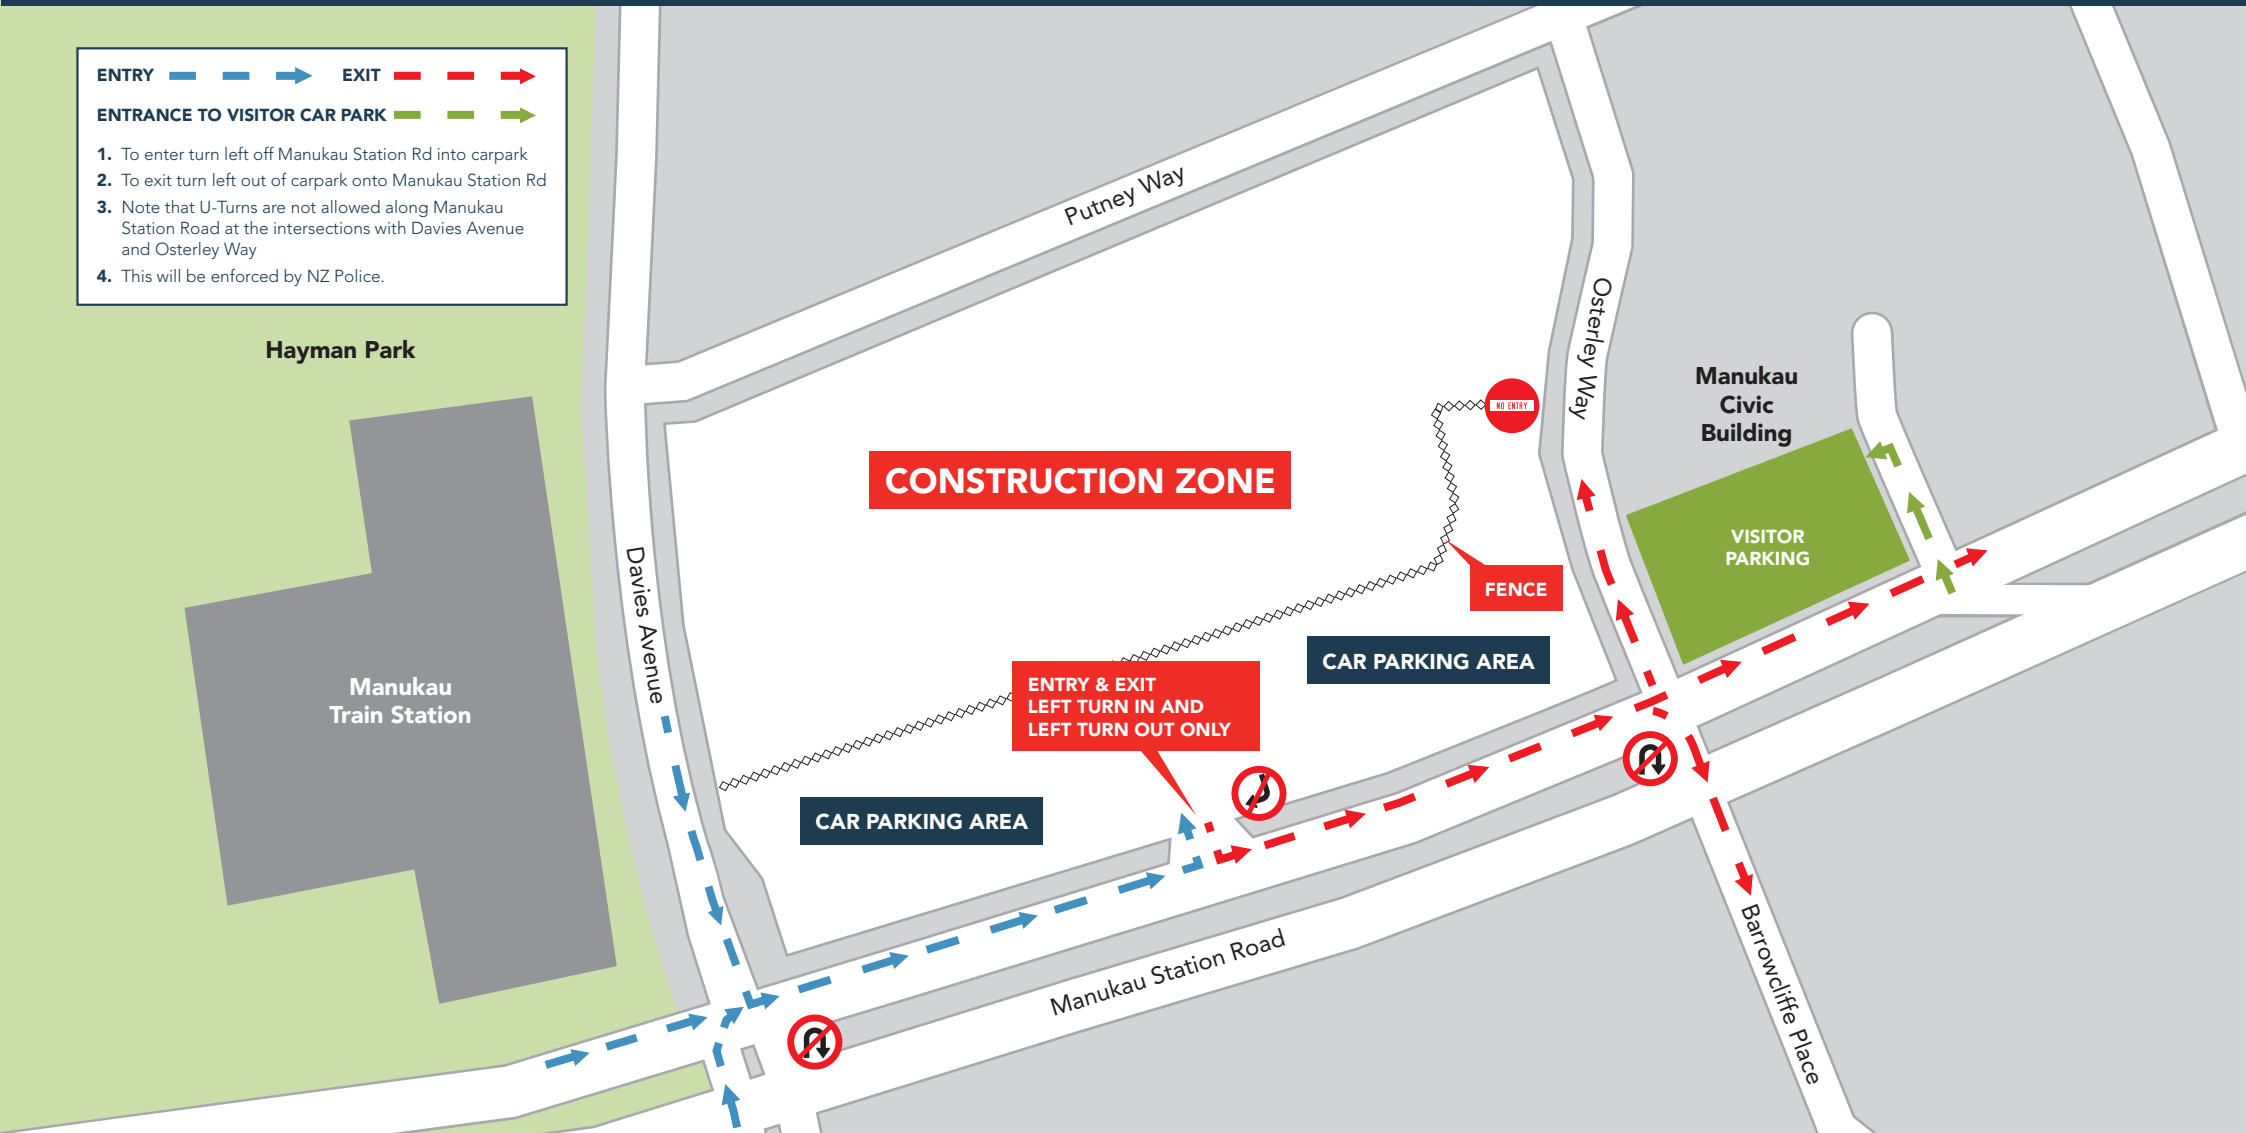 ENTRY
EXIT
ENTRANCE TO VISITOR CAR PARK
1. To enter turn left off Manukau Station Rd into carpark
2. To exit turn left out of carpark onto Manukau Station Rd
3. Note that U-Turns are not allowed along Manukau
Station Road at the intersections with Davies Avenue
and Osterley Way
4. This will be enforced by NZ Police.
Hayman Park
Putney Way
Osterley Way
Manukau
Civic
Building
NO ENTRY
CONSTRUCTION ZONE
VISITOR
PARKING
FENCE
Davies Avenue
CAR PARKING AREA
ENTRY & EXIT
LEFT TURN IN AND
LEFT TURN OUT ONLY
Manukau
Train Station
CAR PARKING AREA
Manukau Station Road
Barrowcliffe Place